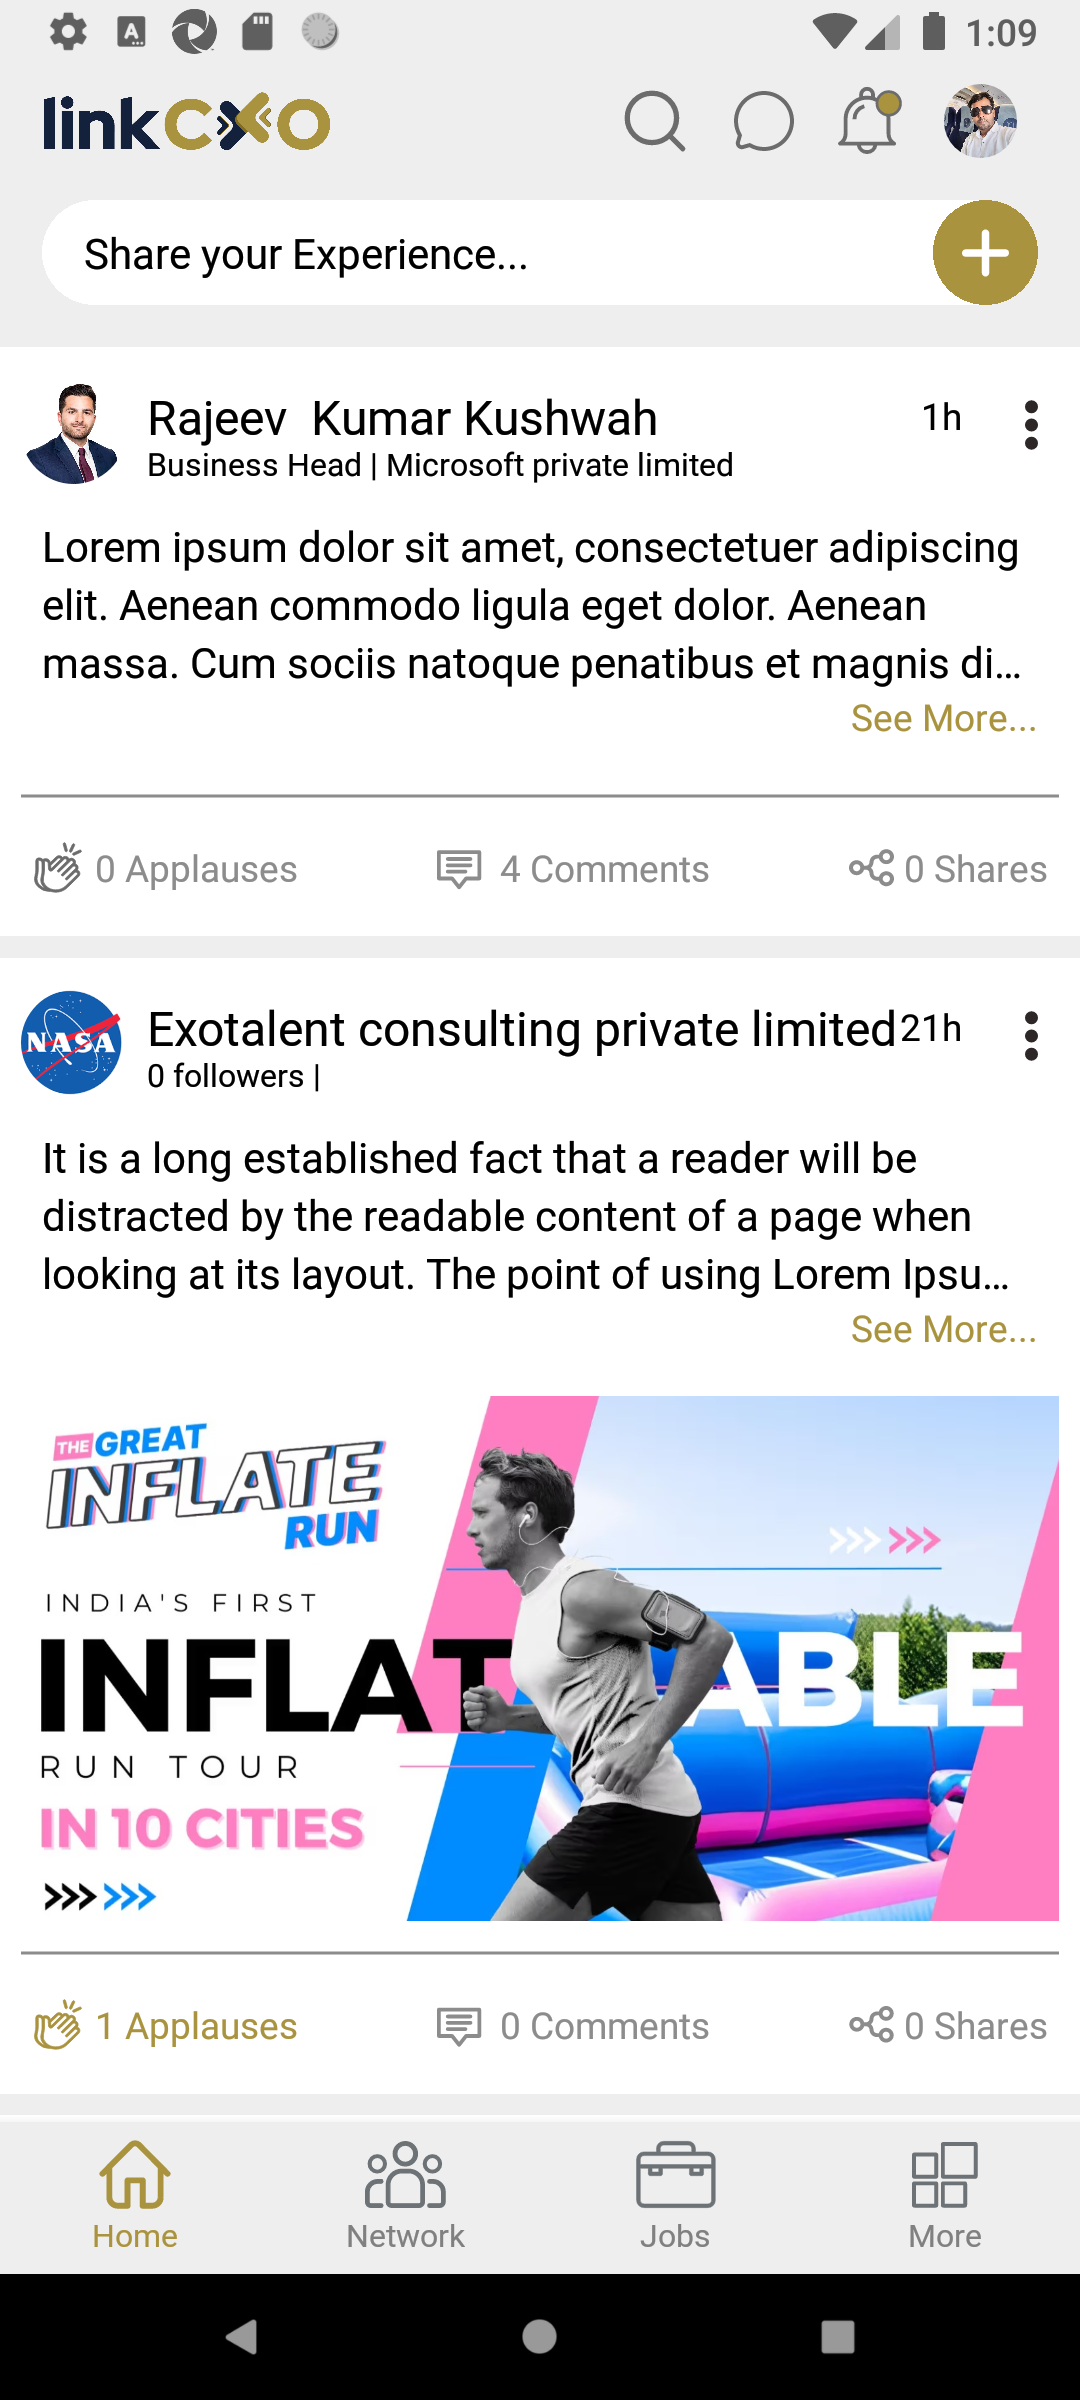 1:09
linkCXO
Share your Experience...
Rajeev  Kumar Kushwah
1h
Business Head | Microsoft private limited
Lorem ipsum dolor sit amet, consectetuer adipiscing
elit. Aenean commodo ligula eget dolor. Aenean
massa. Cum sociis natoque penatibus et magnis di...
See More...
0 Applauses
4 Comments
0 Shares
NASA
Exotalent consulting private limited
21h
0 followers |
It is a long established fact that a reader will be
distracted by the readable content of a page when
looking at its layout. The point of using Lorem Ipsu...
See More...
THE GREAT
INFLATE
RUN
INDIA'S FIRST
INFLATABLE
RUN TOUR
IN 10 CITIES
1 Applauses
0 Comments
0 Shares
Home
Network
Jobs
More